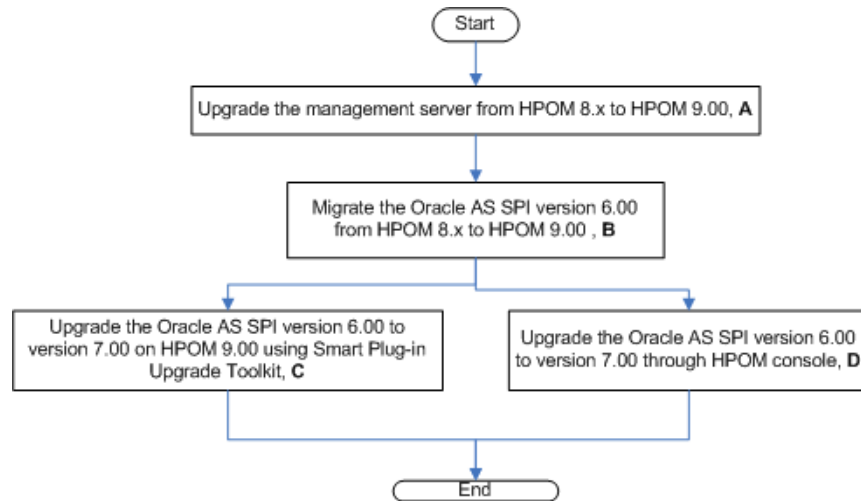 Start
Upgrade the management server from HPOM 8.x to HPOM 9.00, A
Migrate the Oracle AS SPI version 6.00
from HPOM 8.x to HPOM 9.00 , B
Upgrade the Oracle AS SPI version 6.00 to
version 7.00 on HPOM 9.00 using Smart Plug-in
Upgrade Toolkit, C
Upgrade the Oracle AS SPI version 6.00
to version 7.00 through HPOM console, D
End